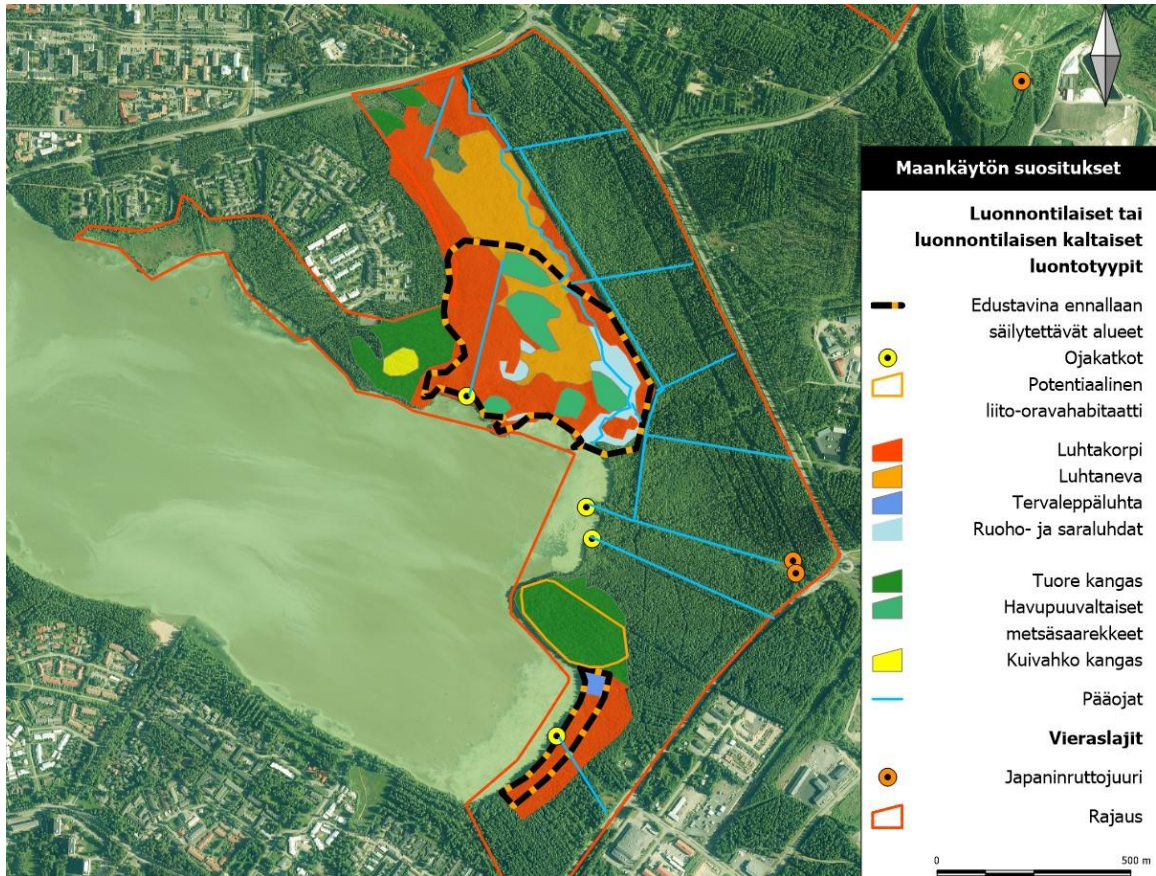 Maankäytön suositukset
Luonnontilaiset tai
luonnontilaisen kaltaiset
luontotyypit
Edustavina ennallaan
säilytettävät alueet
Ojakatkot
Potentiaalinen
liito-oravahabitaatti
Luhtakorpi
Luhtaneva
Tervaleppäluhta
Ruoho- ja saraluhdat
Tuore kangas
Havupuuvaltaiset
metsäsaarekkeet
Kuivahko kangas
Pääojat
Vieraslajit
Japaninruttojuuri
Rajaus
0 500 m